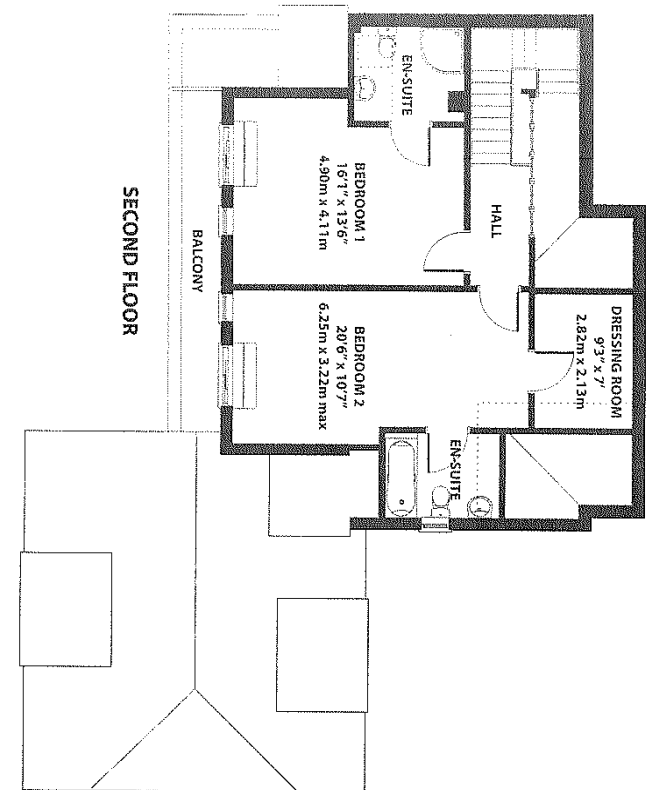 EN-SUITE
BEDROOM 1
16'1" x 13'6"
4.90m x 4.11m
HALL
DRESSING ROOM
9'3" x 7'
2.82m x 2.13m
BEDROOM 2
20'6" x 10'7"
6.25m x 3.22m max
EN-SUITE
BALCONY
SECOND FLOOR